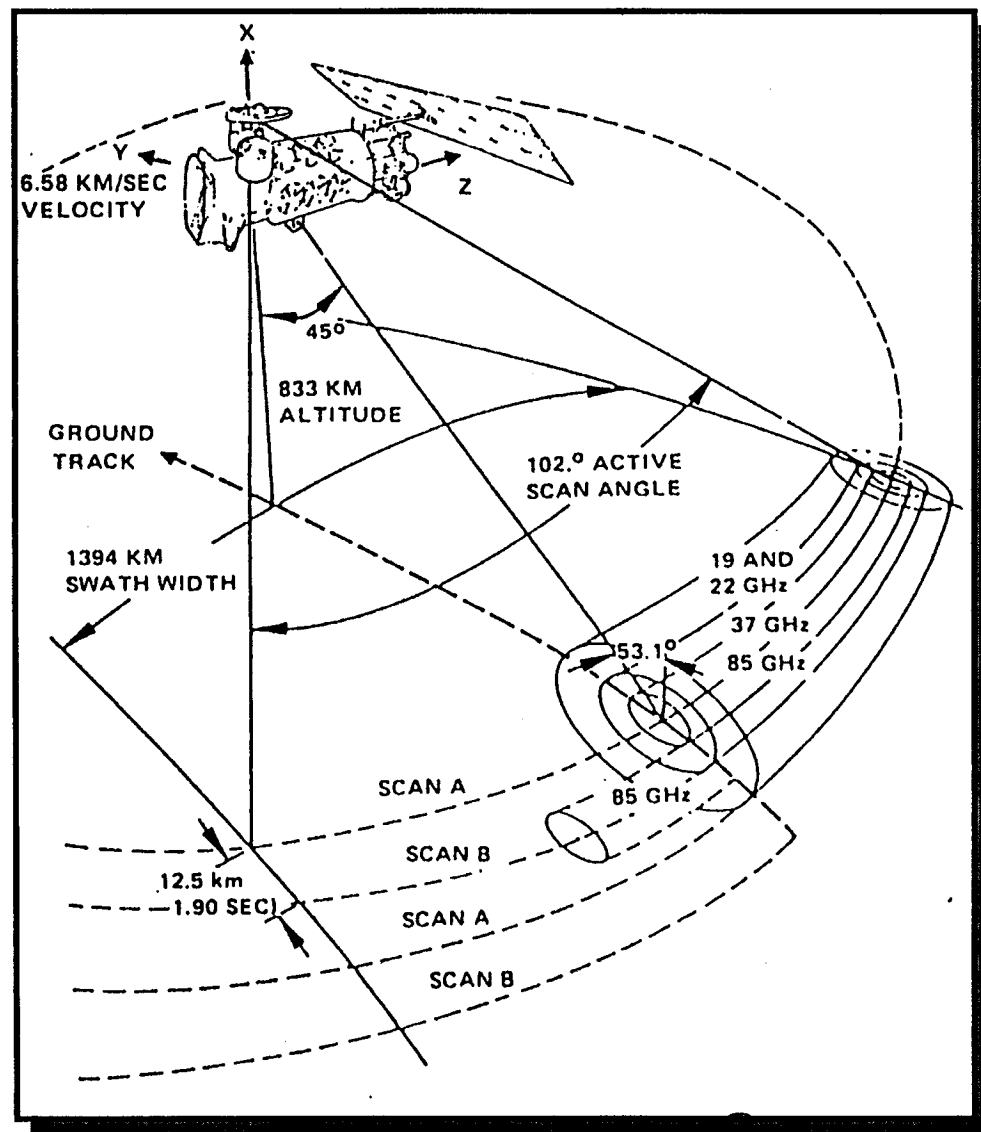 X
Y
6.58 KM/SEC
VELOCITY
Z
45°
833 KM
ALTITUDE
GROUND
TRACK
102.° ACTIVE
SCAN ANGLE
1394 KM
SWATH WIDTH
19 AND
22 GHz
37 GHz
53.1°
85 GHz
SCAN A
85 GHz
SCAN B
12.5 km
1.90 SEC)
SCAN A
SCAN B